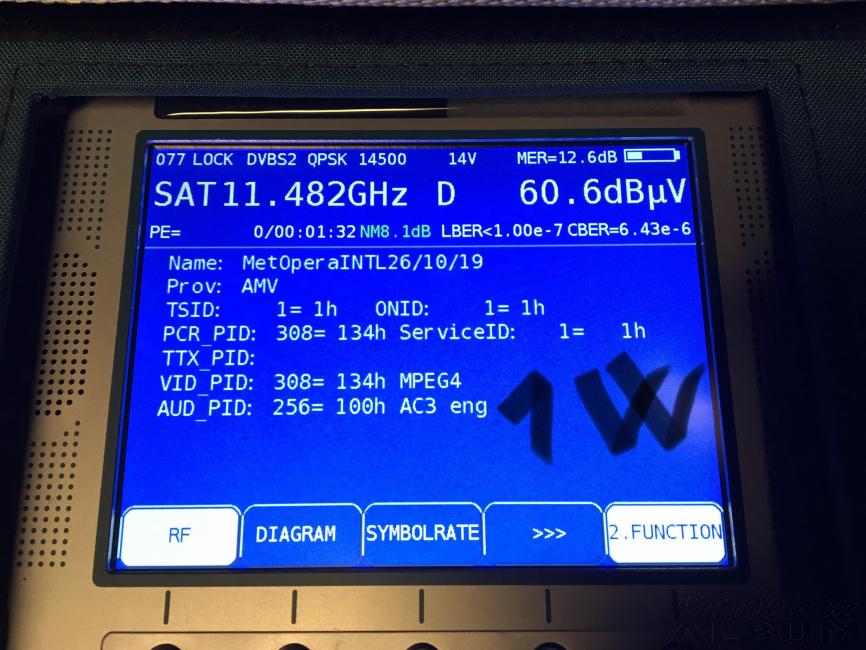 077 LOCK DVBS2 QPSK 14500 14V MER=12.6dB
SAT 11.482GHz D 60.6dBµV
PE= 0/00:01:32 NM8.1dB LBER<1.00e-7 CBER=6.43e-6
Name: MetOperaINTL26/10/19
Prov: AMV
TSID: 1= 1h ONID: 1= 1h
PCR_PID: 308= 134h ServiceID: 1= 1h
TTX_PID:
VID_PID: 308= 134h MPEG4
AUD_PID: 256= 100h AC3 eng
1W
RF DIAGRAM SYMBOLRATE >>> 2.FUNCTION
ALBUM